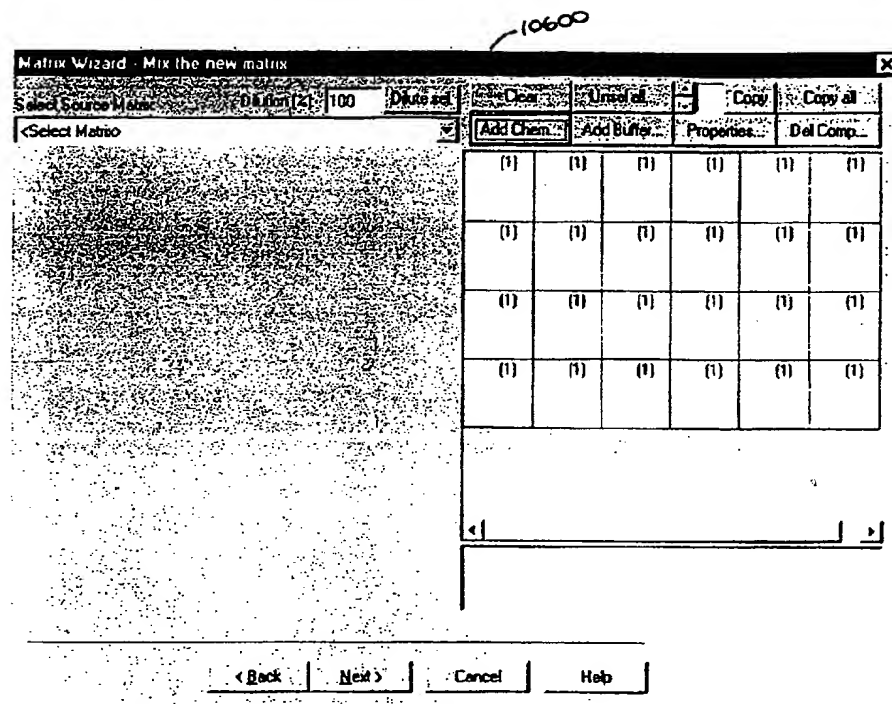 10600
Matrix Wizard - Mix the new matrix
Select Source Matrix Dilution [%]: 100 Dilute sel. Clear Unsel all Copy Copy all
<Select Matrix> Add Chem... Add Buffer... Properties... Del Comp...
(1) (1) (1) (1) (1) (1)
(1) (1) (1) (1) (1) (1)
(1) (1) (1) (1) (1) (1)
(1) (1) (1) (1) (1) (1)
< Back Next > Cancel Help